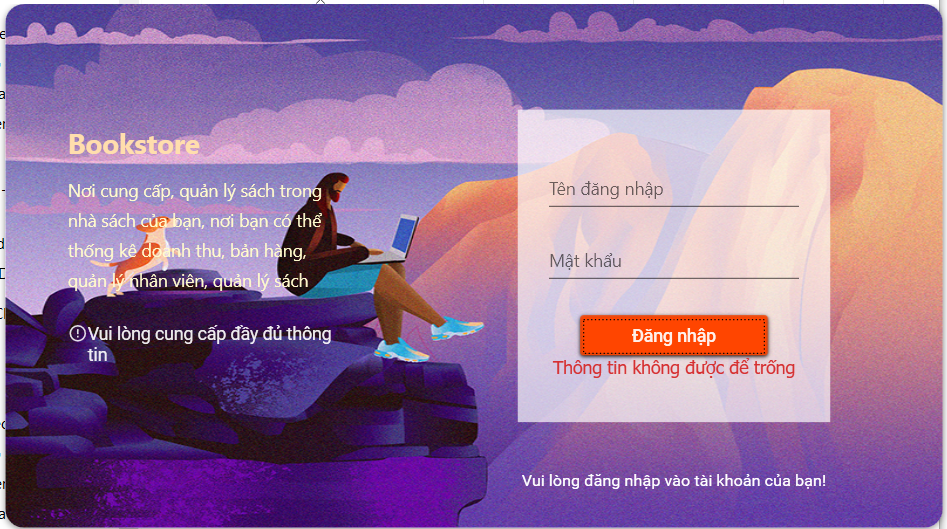 Bookstore
Nơi cung cấp, quản lý sách trong
nhà sách của bạn, nơi bạn có thể
thống kê doanh thu, bán hàng,
quản lý nhân viên, quản lý sách
Vui lòng cung cấp đầy đủ thông
tin
Tên đăng nhập
Mật khẩu
Đăng nhập
Thông tin không được để trống
Vui lòng đăng nhập vào tài khoản của bạn!